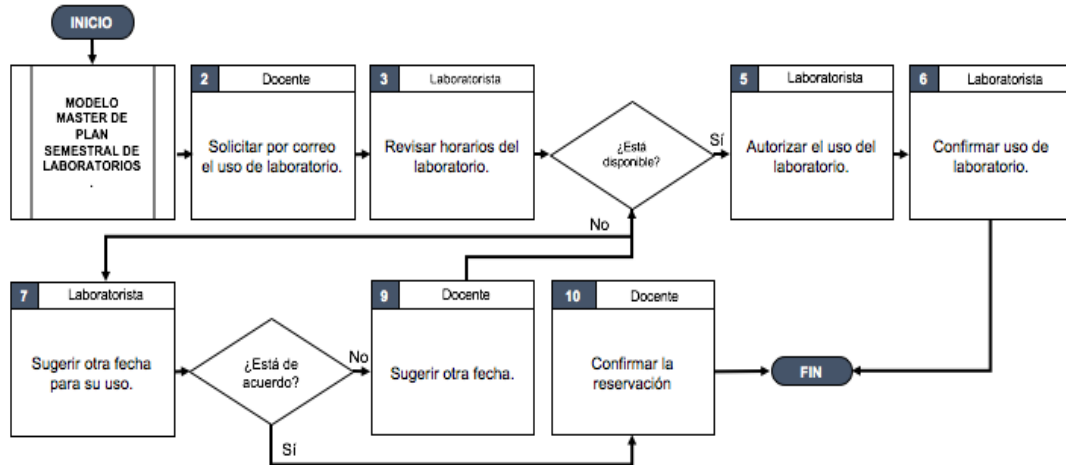 INICIO
MODELO
MASTER DE
PLAN
SEMESTRAL DE
LABORATORIOS
.
2 Docente
Solicitar por correo
el uso de laboratorio.
3 Laboratorista
Revisar horarios del
laboratorio.
¿Está
disponible?
Sí
No
5 Laboratorista
Autorizar el uso del
laboratorio.
6 Laboratorista
Confirmar uso de
laboratorio.
7 Laboratorista
Sugerir otra fecha
para su uso.
¿Está de
acuerdo?
No
Sí
9 Docente
Sugerir otra fecha.
10 Docente
Confirmar la
reservación
FIN